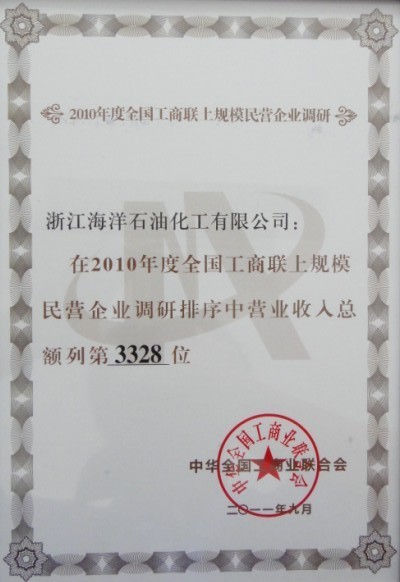 2010年度全国工商联上规模民营企业调研
浙江海洋石油化工有限公司：
在2010年度全国工商联上规模
民营企业调研排序中营业收入总
额列第 3328 位
中华全国工商业联合会
中华全国工商业联合会
二〇一一年九月